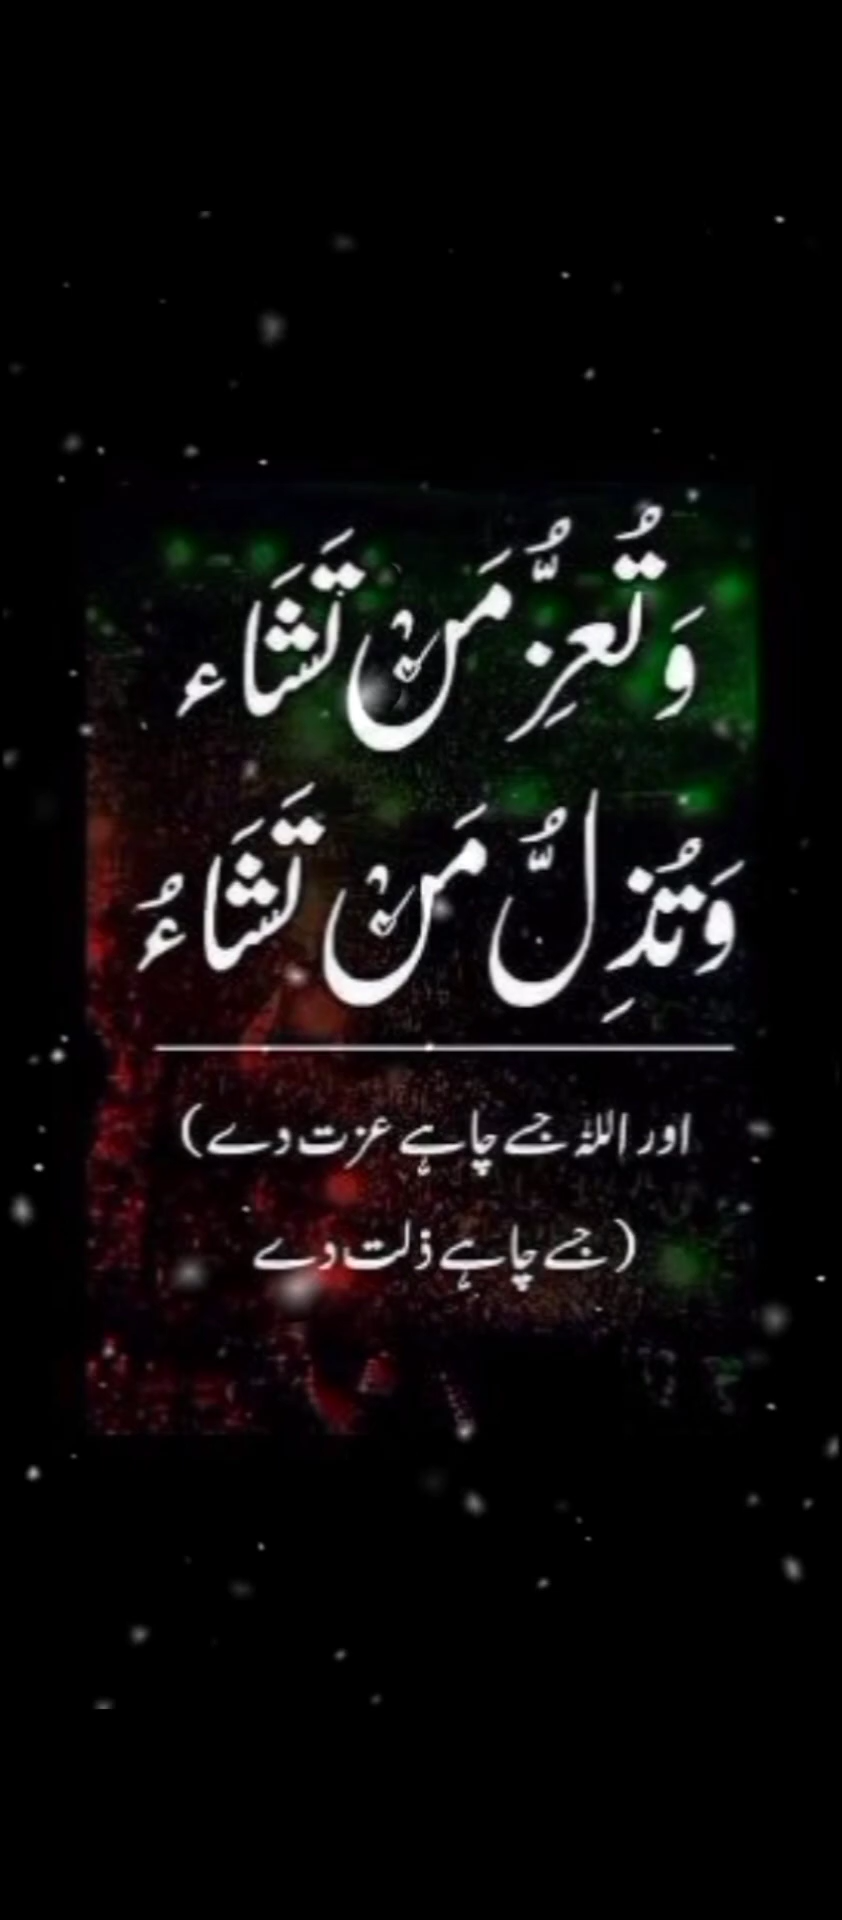 وَتُعِزُّ مَنْ تَشَاء
وَتُذِلُّ مَنْ تَشَاءُ
اور اللہ جسے چاہے عزت دے)
(جسے چاہے ذلت دے